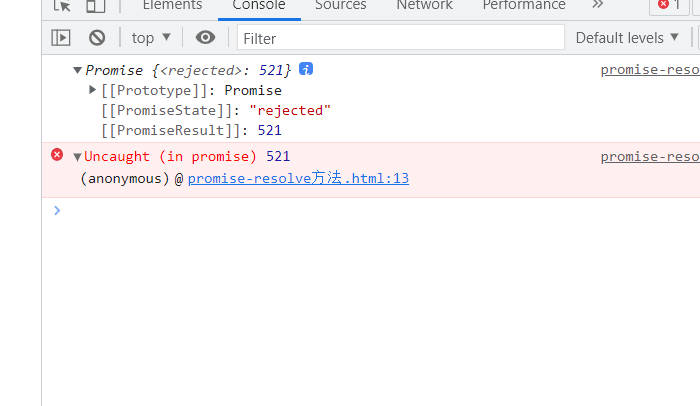 Elements Console Sources Network Performance » 1
top ▼ Filter Default levels ▼
▼Promise {<rejected>: 521} i promise-reso
▶[[Prototype]]: Promise
[[PromiseState]]: "rejected"
[[PromiseResult]]: 521
▼Uncaught (in promise) 521 promise-reso
(anonymous) @ promise-resolve方法.html:13
>